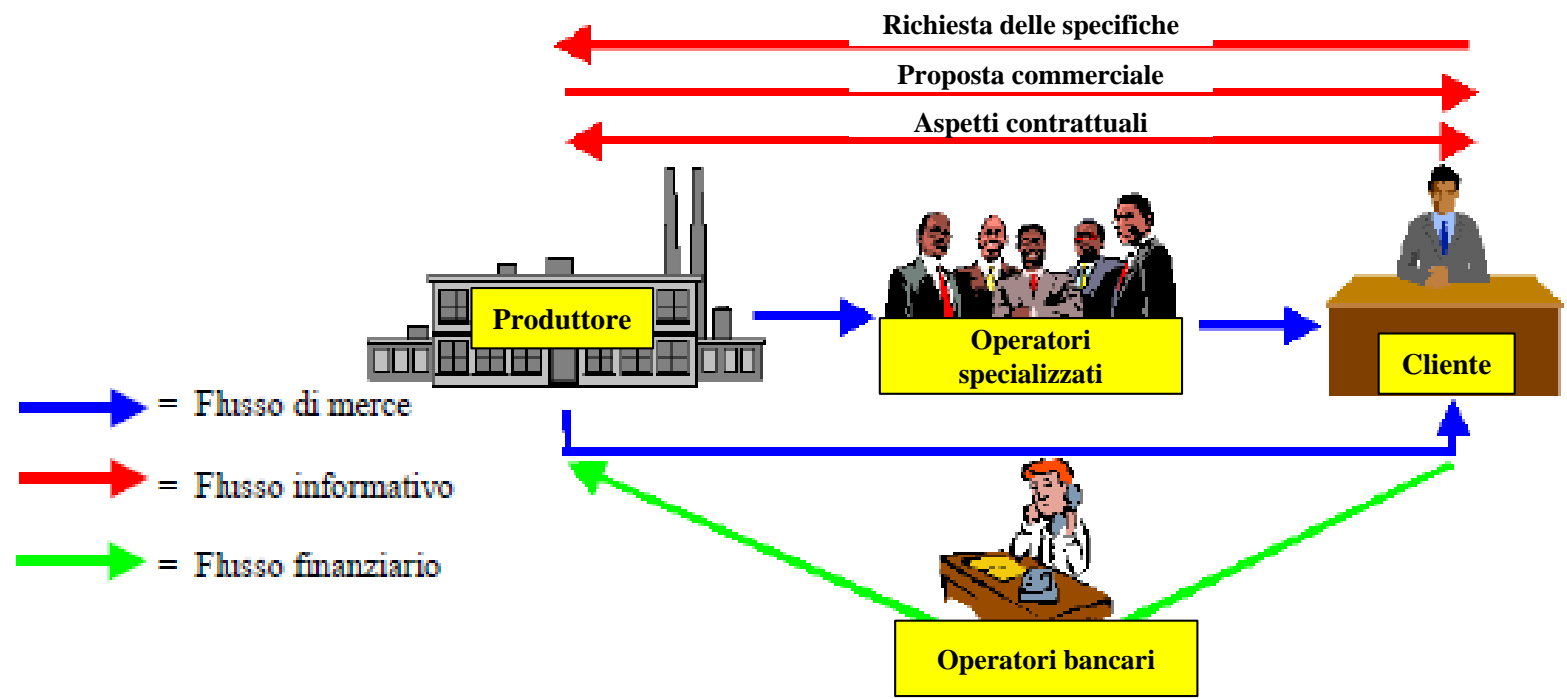 Richiesta delle specifiche
Proposta commerciale
Aspetti contrattuali
Produttore
Operatori
specializzati
Cliente
= Flusso di merce
= Flusso informativo
= Flusso finanziario
Operatori bancari